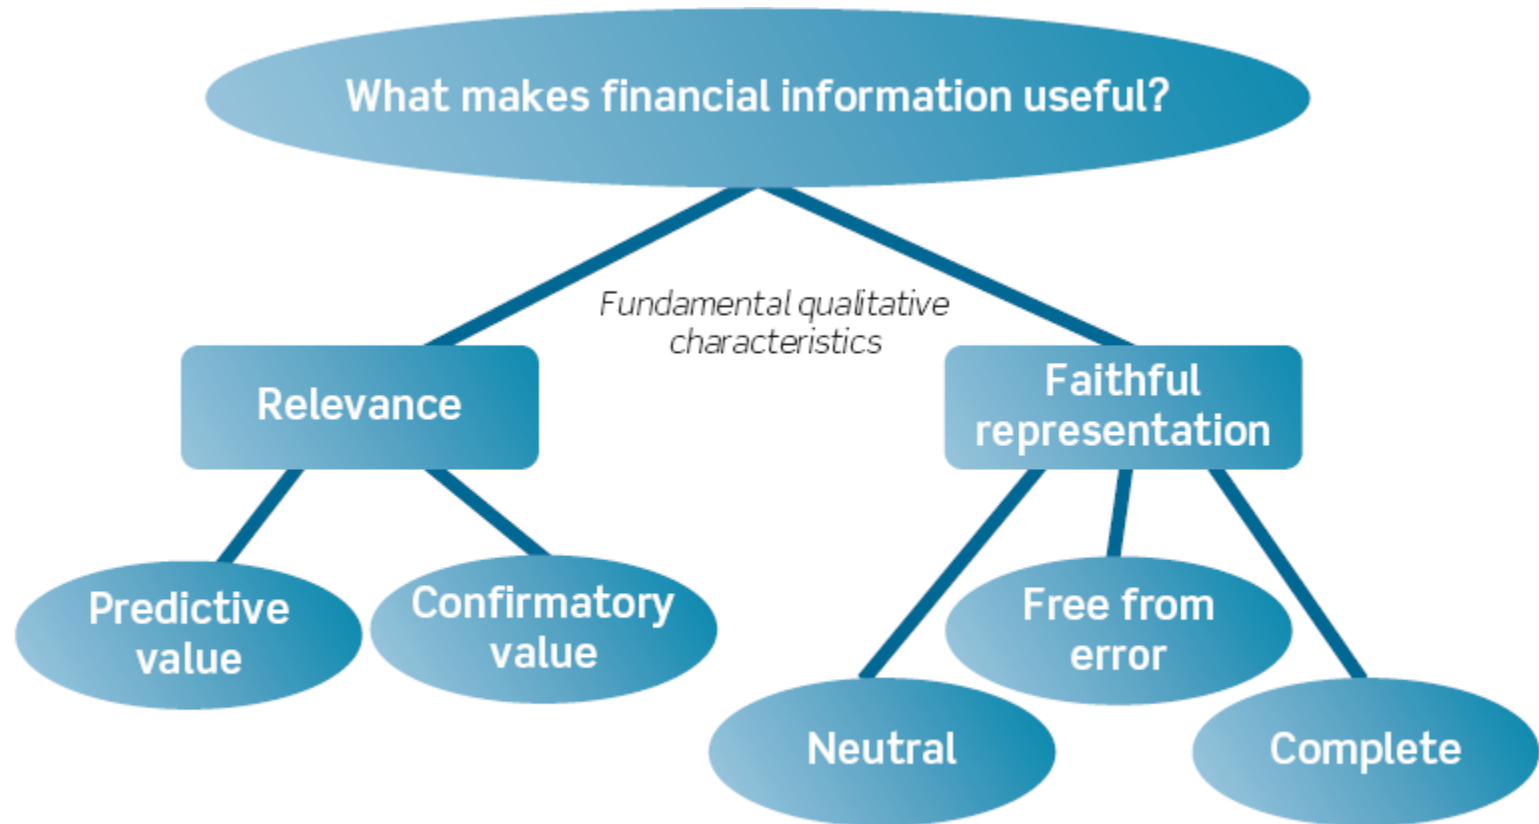 What makes financial information useful?
Fundamental qualitative
characteristics
Relevance
Faithful
representation
Predictive
value
Confirmatory
value
Free from
error
Neutral
Complete